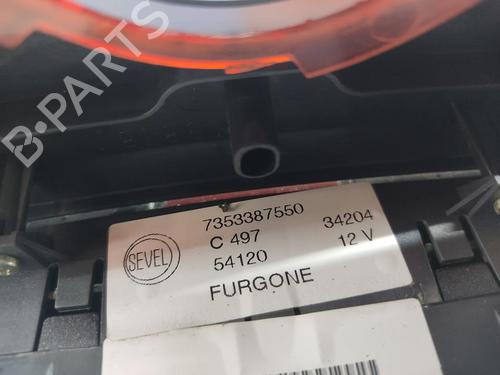 B-PARTS
7353387550 34204
C 497 12 V
SEVEL
54120
FURGONE